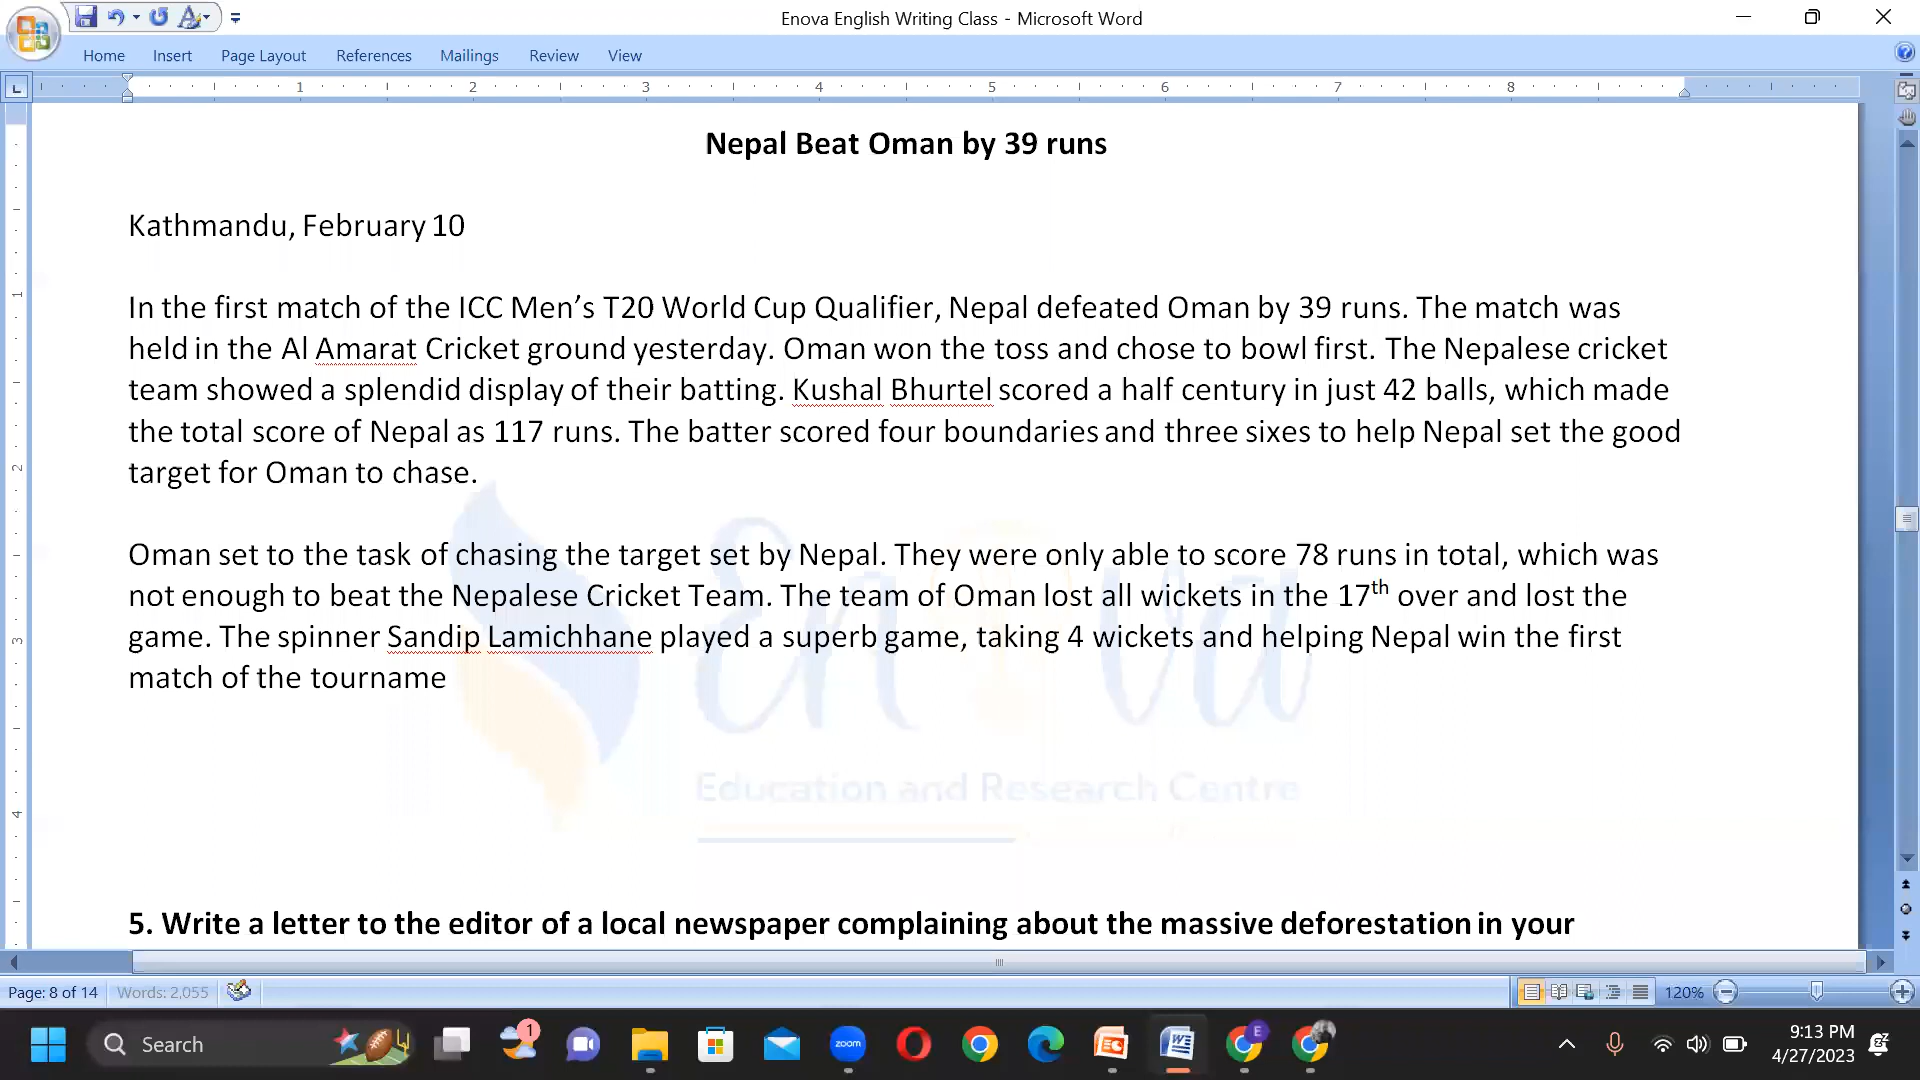 Enova English Writing Class - Microsoft Word
Home Insert Page Layout References Mailings Review View
1 2 3 4 5 6 7 8
Nepal Beat Oman by 39 runs
Kathmandu, February 10
In the first match of the ICC Men’s T20 World Cup Qualifier, Nepal defeated Oman by 39 runs. The match was
held in the Al Amarat Cricket ground yesterday. Oman won the toss and chose to bowl first. The Nepalese cricket
team showed a splendid display of their batting. Kushal Bhurtel scored a half century in just 42 balls, which made
the total score of Nepal as 117 runs. The batter scored four boundaries and three sixes to help Nepal set the good
target for Oman to chase.
Oman set to the task of chasing the target set by Nepal. They were only able to score 78 runs in total, which was
not enough to beat the Nepalese Cricket Team. The team of Oman lost all wickets in the 17th over and lost the
game. The spinner Sandip Lamichhane played a superb game, taking 4 wickets and helping Nepal win the first
match of the tourname
enova
Education and Research Centre
5. Write a letter to the editor of a local newspaper complaining about the massive deforestation in your
Page: 8 of 14 Words: 2,055 120%
Search 1 zoom E 9:13 PM
4/27/2023